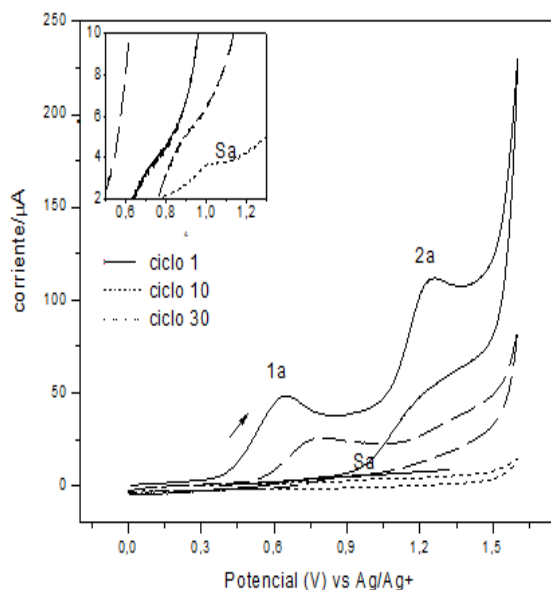 250
200
150
100
50
0
corriente/μA
10
8
6
4
2
0,6 0,8 1,0 1,2
Sa
ciclo 1
ciclo 10
ciclo 30
1a
2a
Sa
0,0 0,3 0,6 0,9 1,2 1,5
Potencial (V) vs Ag/Ag+